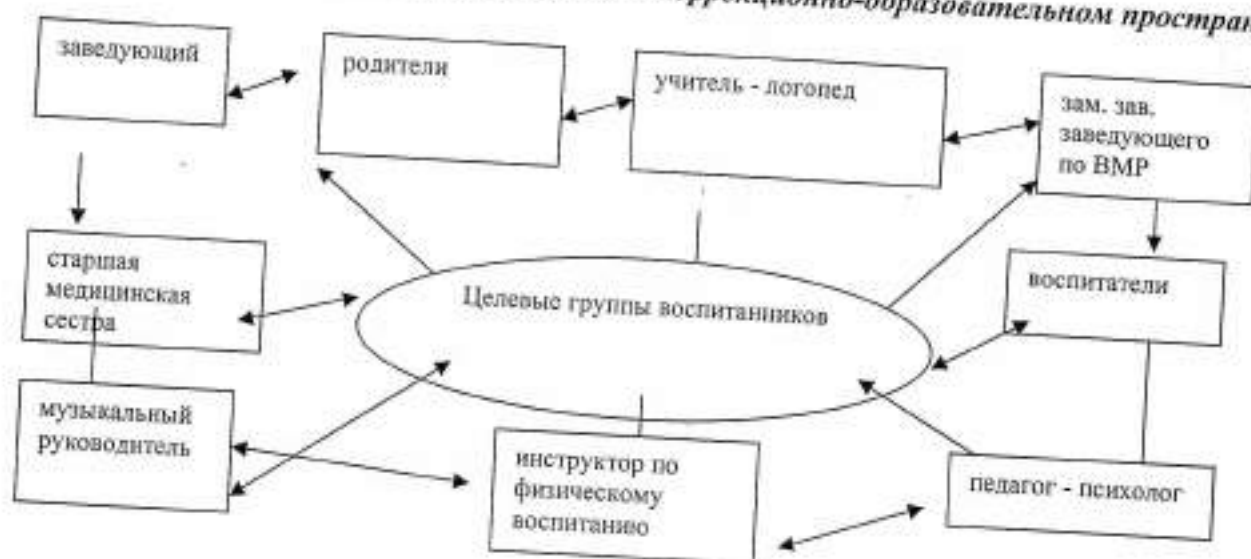 коррекционно-образовательном
заведующий
родители
учитель - логопед
зам. зав.
заведующего
по ВМР
старшая
медицинская
сестра
Целевые группы воспитанников
воспитатели
музыкальный
руководитель
инструктор по
физическому
воспитанию
педагог - психолог